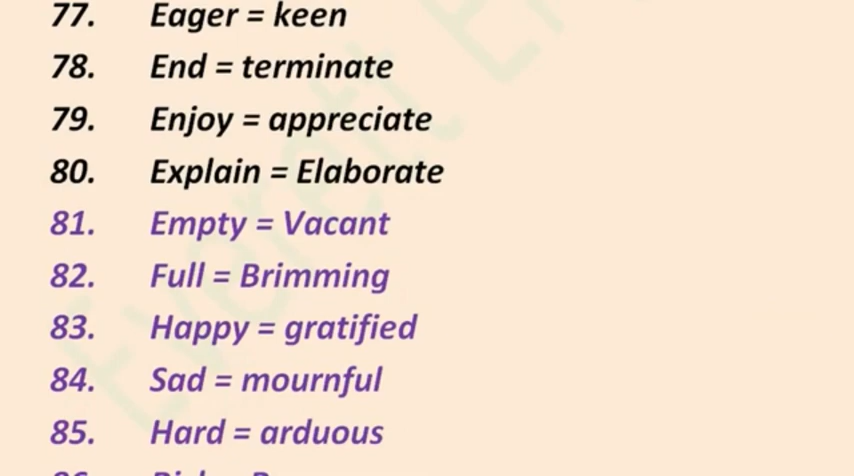 77. Eager = keen
78. End = terminate
79. Enjoy = appreciate
80. Explain = Elaborate
81. Empty = Vacant
82. Full = Brimming
83. Happy = gratified
84. Sad = mournful
85. Hard = arduous